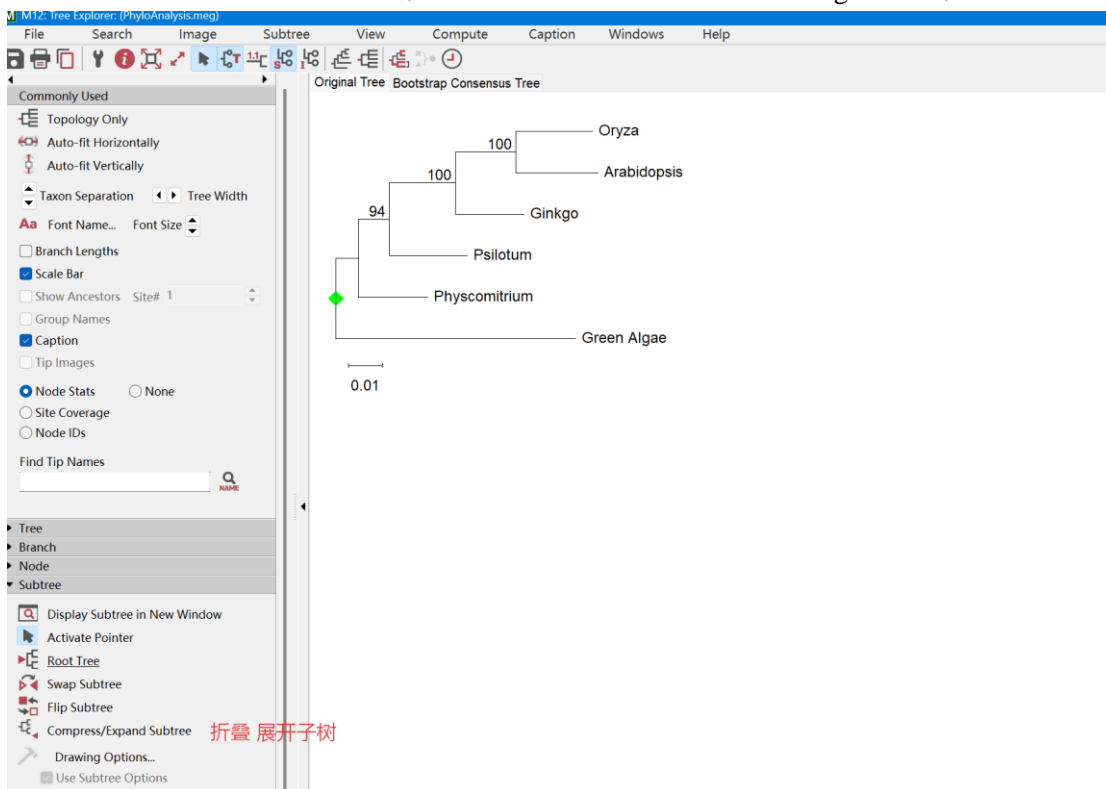 M12: Tree Explorer: (PhyloAnalysis.meg)
File Search Image Subtree View Compute Caption Windows Help
Original Tree Bootstrap Consensus Tree
Commonly Used
Topology Only
Auto-fit Horizontally
Auto-fit Vertically
Taxon Separation Tree Width
Aa Font Name... Font Size
Branch Lengths
Scale Bar
Show Ancestors Site# 1
Group Names
Caption
Tip Images
Node Stats None
Site Coverage
Node IDs
Find Tip Names
NAME
Tree
Branch
Node
Subtree
Display Subtree in New Window
Activate Pointer
Root Tree
Swap Subtree
Flip Subtree
Compress/Expand Subtree 折叠 展开子树
Drawing Options...
Use Subtree Options
Oryza
100
Arabidopsis
100
Ginkgo
94
Psilotum
Physcomitrium
Green Algae
0.01